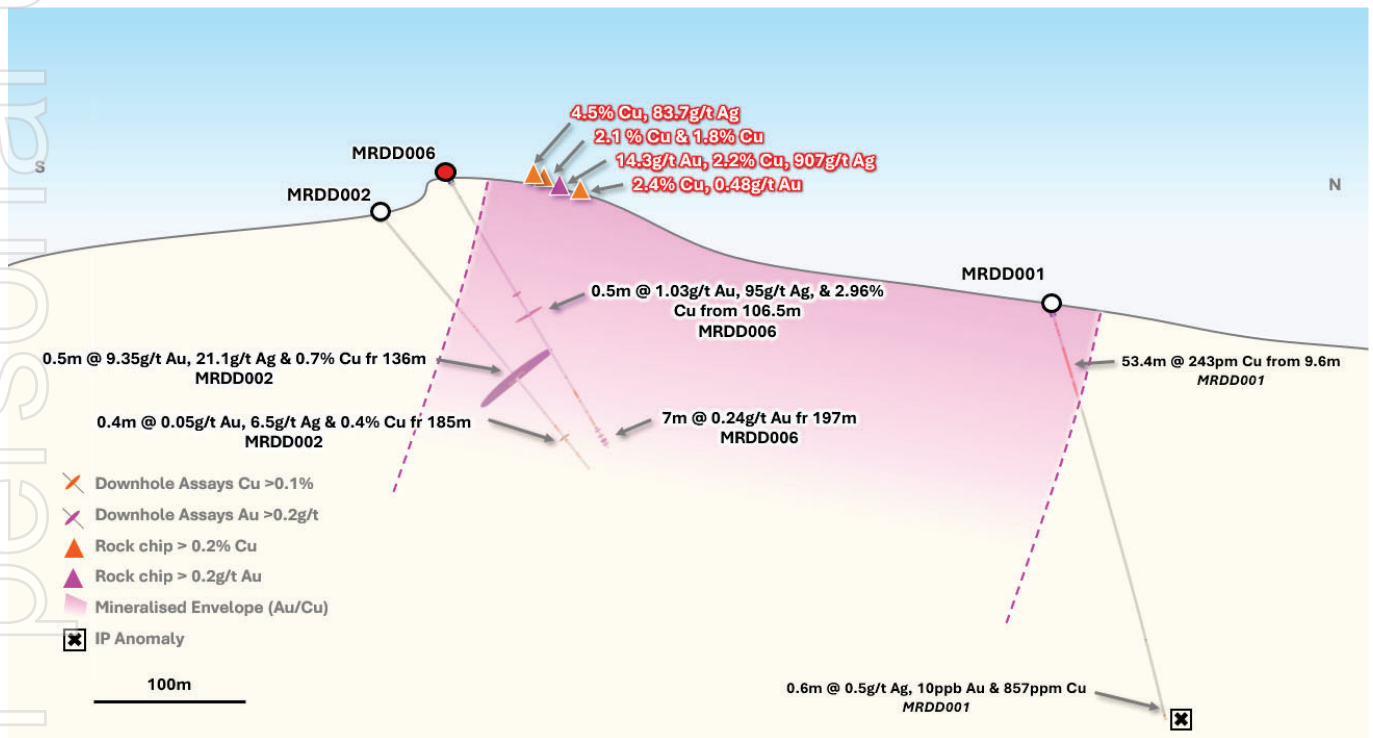 4.5% Cu, 83.7g/t Ag
2.1 % Cu & 1.8% Cu
14.3g/t Au, 2.2% Cu, 907g/t Ag
2.4% Cu, 0.48g/t Au
MRDD006
S
MRDD002
N
MRDD001
0.5m @ 1.03g/t Au, 95g/t Ag, & 2.96%
Cu from 106.5m
MRDD006
0.5m @ 9.35g/t Au, 21.1g/t Ag & 0.7% Cu fr 136m
MRDD002
53.4m @ 243pm Cu from 9.6m
MRDD001
0.4m @ 0.05g/t Au, 6.5g/t Ag & 0.4% Cu fr 185m
MRDD002
7m @ 0.24g/t Au fr 197m
MRDD006
Downhole Assays Cu >0.1%
Downhole Assays Au >0.2g/t
Rock chip > 0.2% Cu
Rock chip > 0.2g/t Au
Mineralised Envelope (Au/Cu)
IP Anomaly
100m
0.6m @ 0.5g/t Ag, 10ppb Au & 857ppm Cu
MRDD001
personal